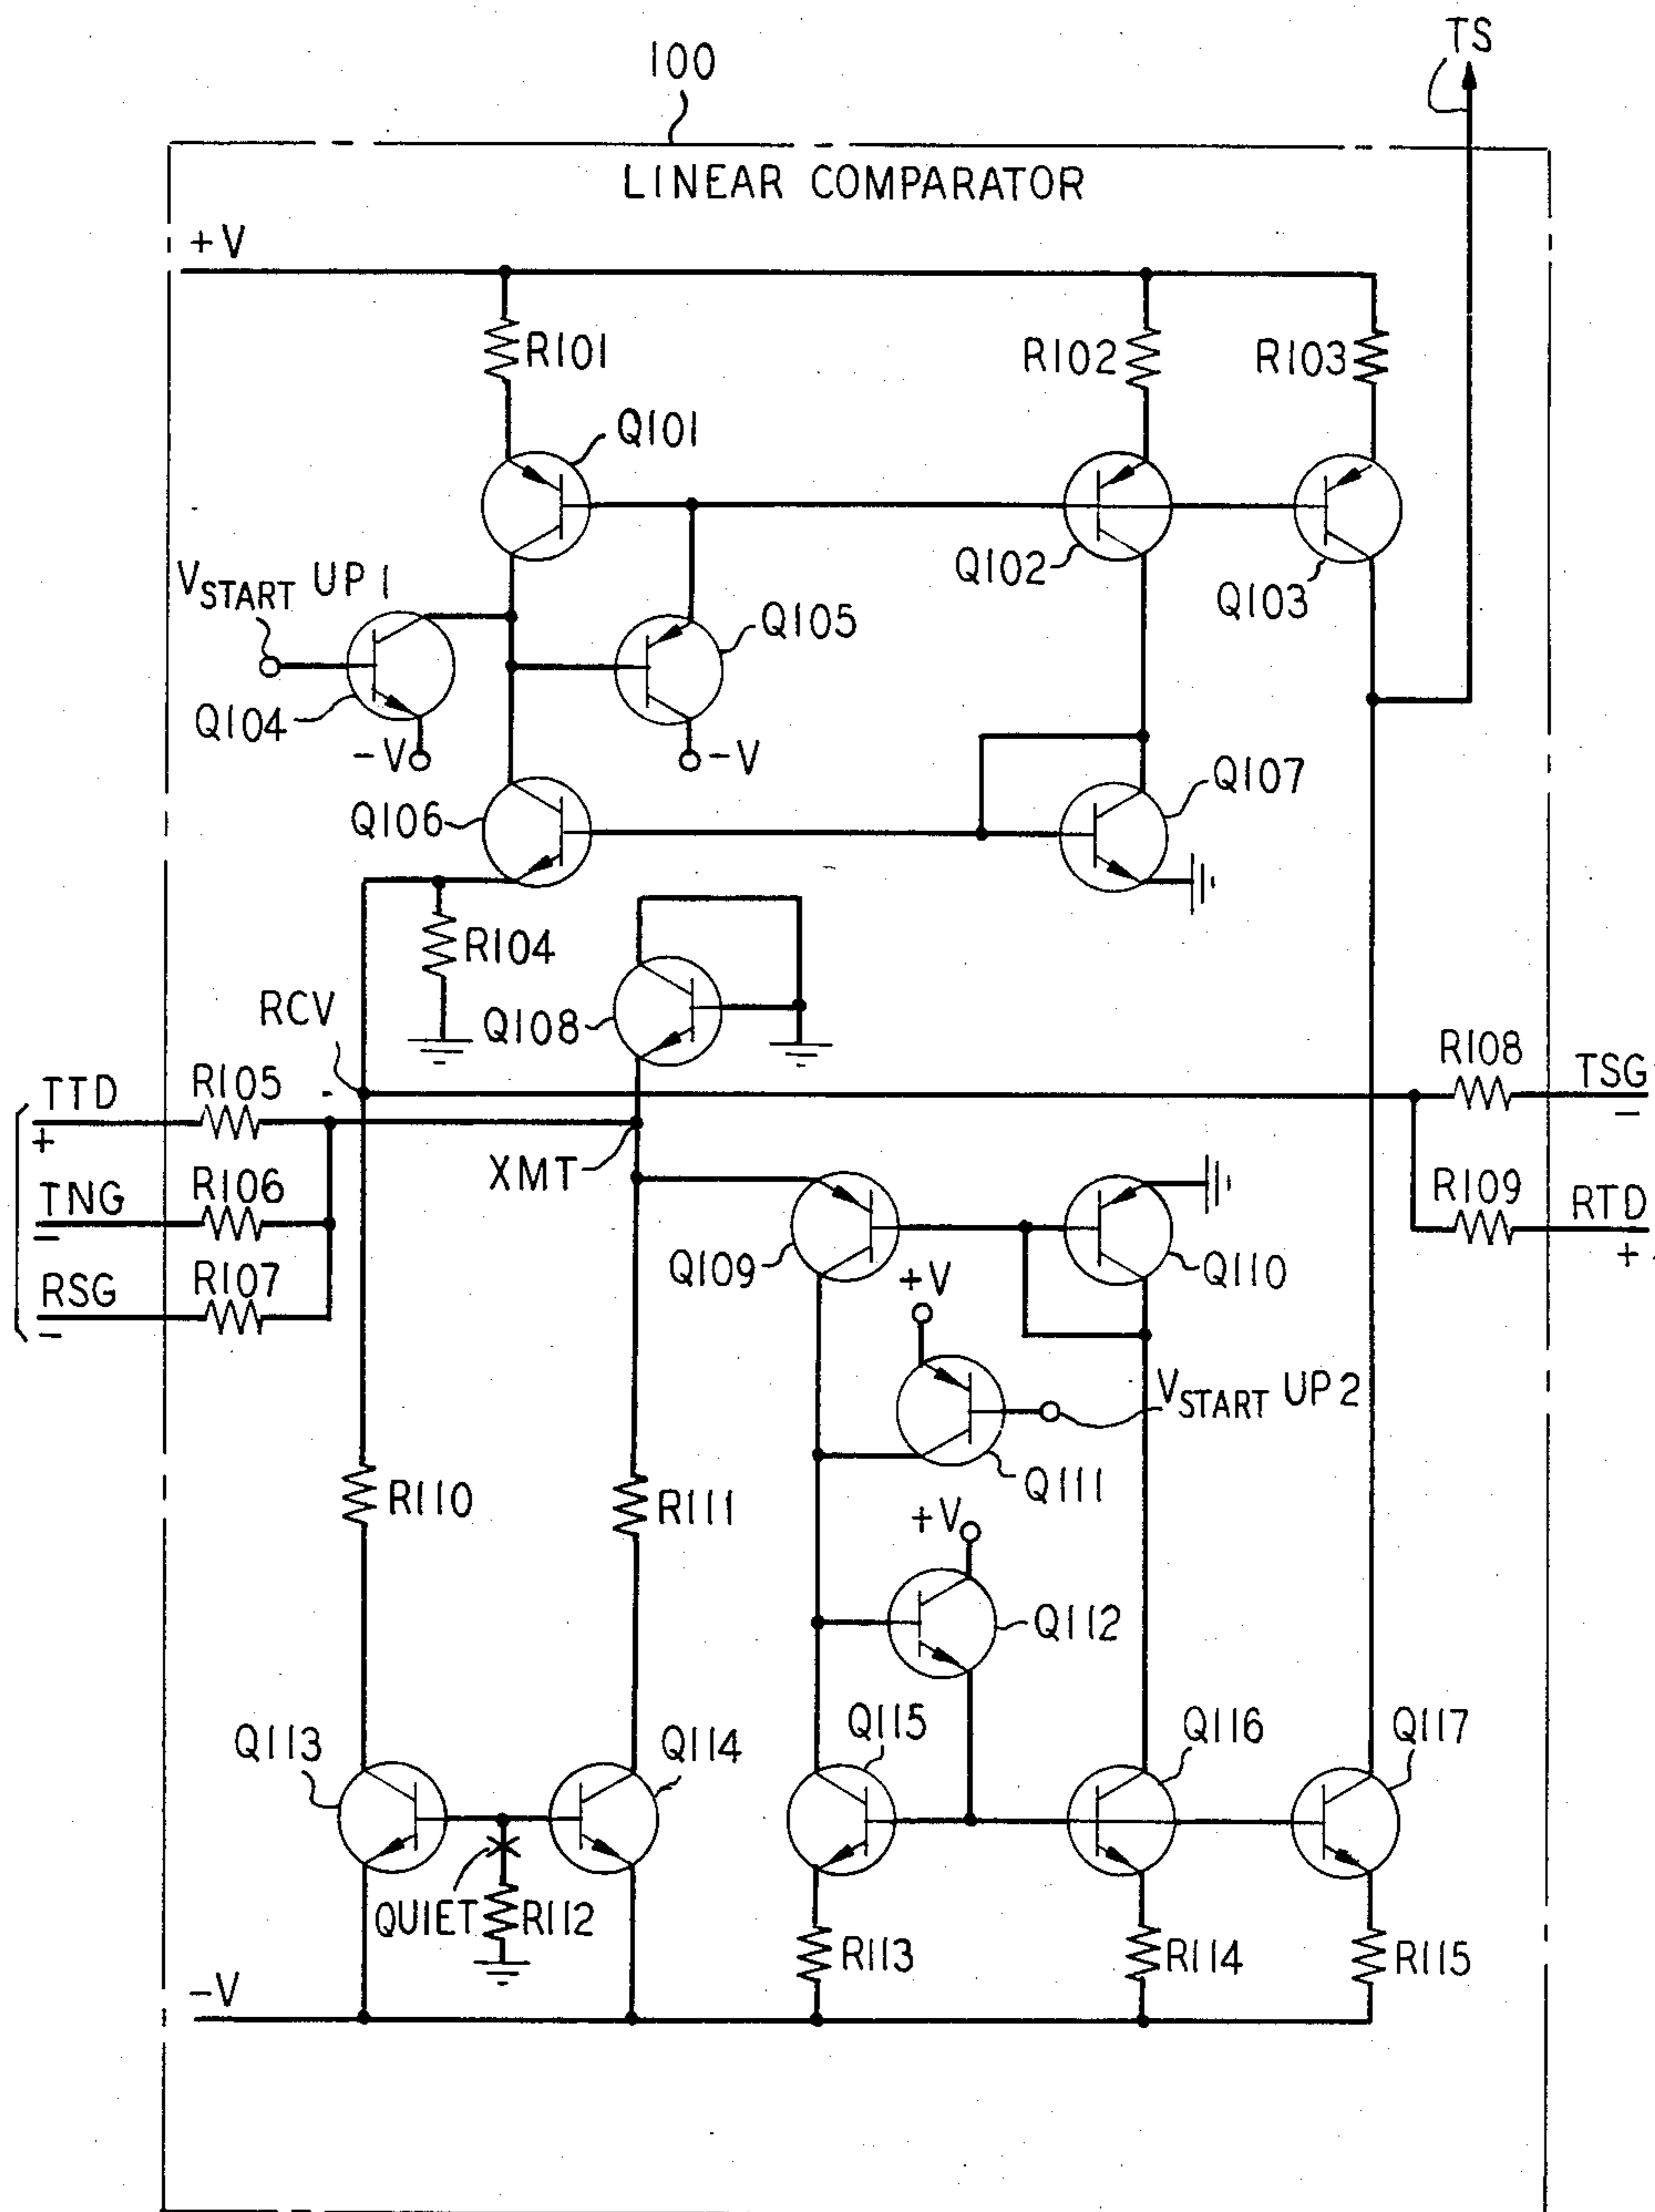 TS
100
LINEAR COMPARATOR
+V
R101
R102
R103
Q101
Q102
Q103
VSTART UP 1
Q104
Q105
-V
-V
Q106
Q107
R104
Q108
RCV
TTD
+
R105
R108
TSG
-
XMT
TNG
-
R106
R109
RTD
+
RSG
-
R107
Q109
Q110
+V
VSTART UP2
Q111
R110
R111
+V
Q112
Q113
Q114
Q115
Q116
Q117
QUIET
R112
R113
R114
R115
-V